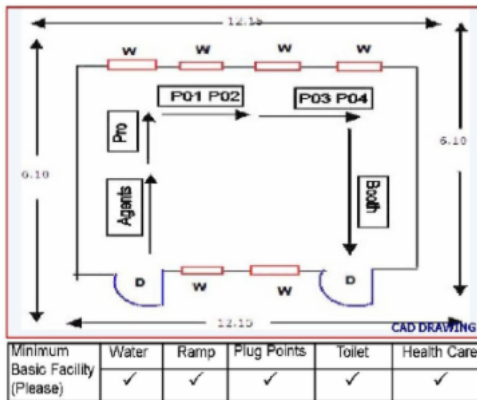 12.15
W W W W
P01 P02 P03 P04
Pro
6.10
6.10
Agents
Booth
D W W D
12.15
CAD DRAWING
Minimum Basic Facility (Please) Water Ramp Plug Points Toilet Health Care
✓ ✓ ✓ ✓ ✓